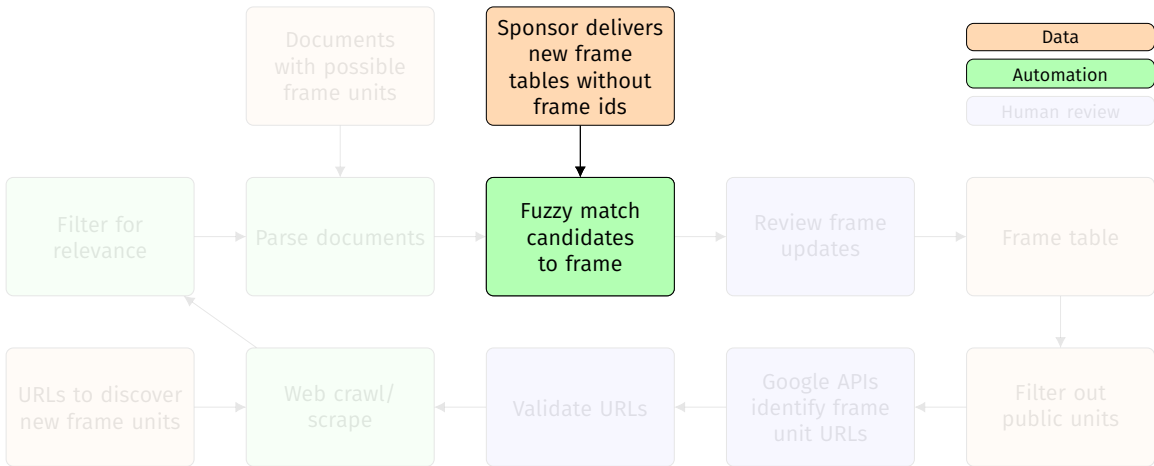 Documents
with possible
frame units
Sponsor delivers
new frame
tables without
frame ids
Data
Automation
Human review
Filter for
relevance
Parse documents
Fuzzy match
candidates
to frame
Review frame
updates
Frame table
URLs to discover
new frame units
Web crawl/
scrape
Validate URLs
Google APIs
identify frame
unit URLs
Filter out
public units